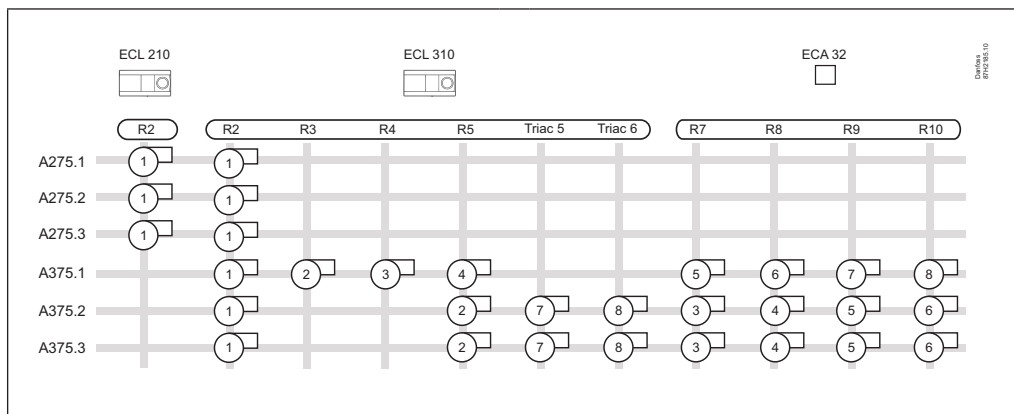 ECL 210 ECL 310 ECA 32
Danfoss
87H2185.10
R2 R2 R3 R4 R5 Triac 5 Triac 6 R7 R8 R9 R10
A275.1 1 1
A275.2 1 1
A275.3 1 1
A375.1 1 2 3 4 5 6 7 8
A375.2 1 2 7 8 3 4 5 6
A375.3 1 2 7 8 3 4 5 6